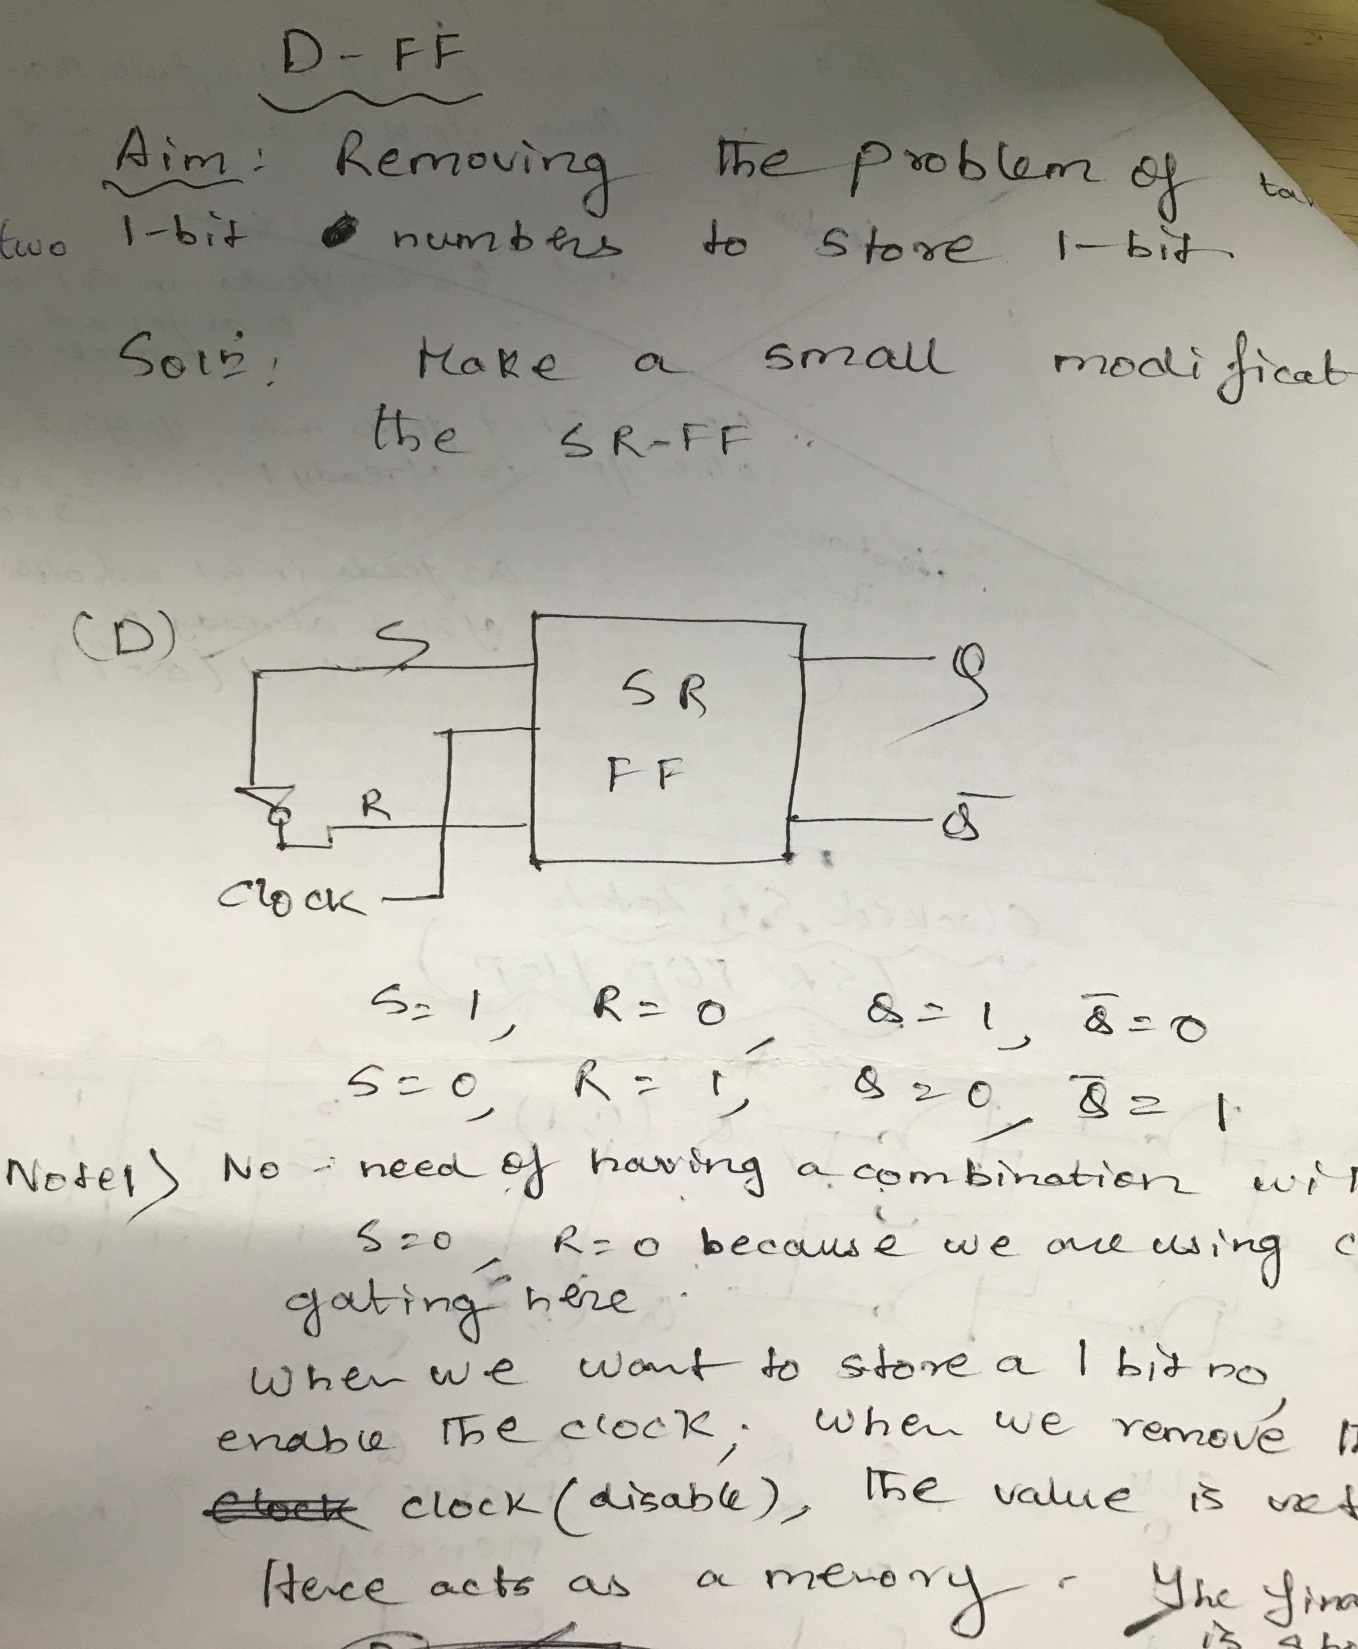 D-FF
Aim: Removing the problem of
two 1-bit numbers to store 1-bit
Soln: Make a small modificat
the SR-FF
(D) S
SR Q
FF
R Q̅
Clock
S=1, R=0, Q=1, Q̅=0
S=0, R=1, Q=0, Q̅=1
Note1) No need of having a combination wit
S=0, R=0 because we are using c
gating here.
When we want to store a 1 bit no,
enable the clock; when we remove
clock (disable), the value is ret
Hence acts as a memory. The fina
is